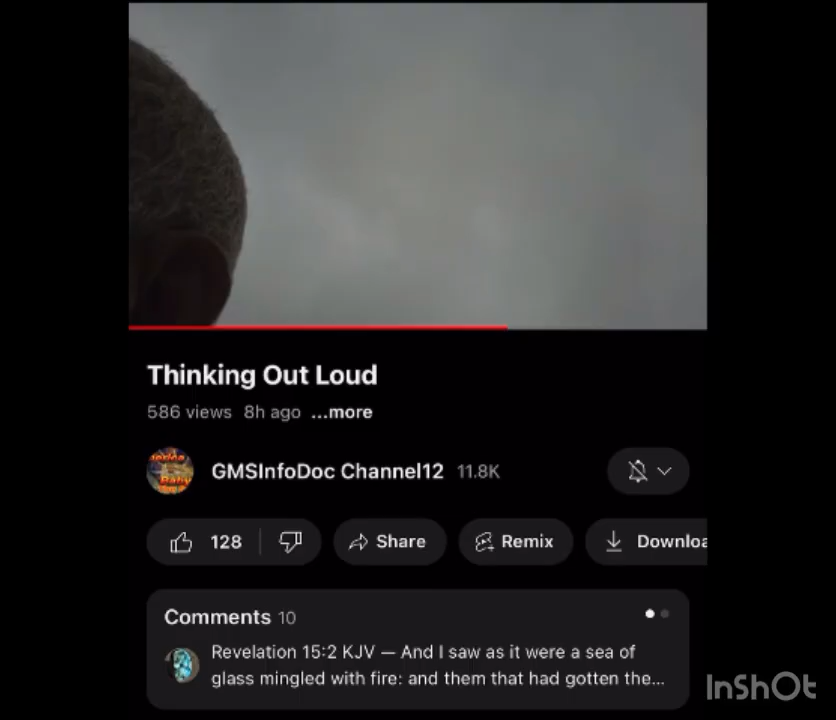 Thinking Out Loud
586 views 8h ago ...more
GMSInfoDoc Channel12 11.8K
128 Share Remix Downloa
Comments 10
Revelation 15:2 KJV — And I saw as it were a sea of
glass mingled with fire: and them that had gotten the...
InShOt